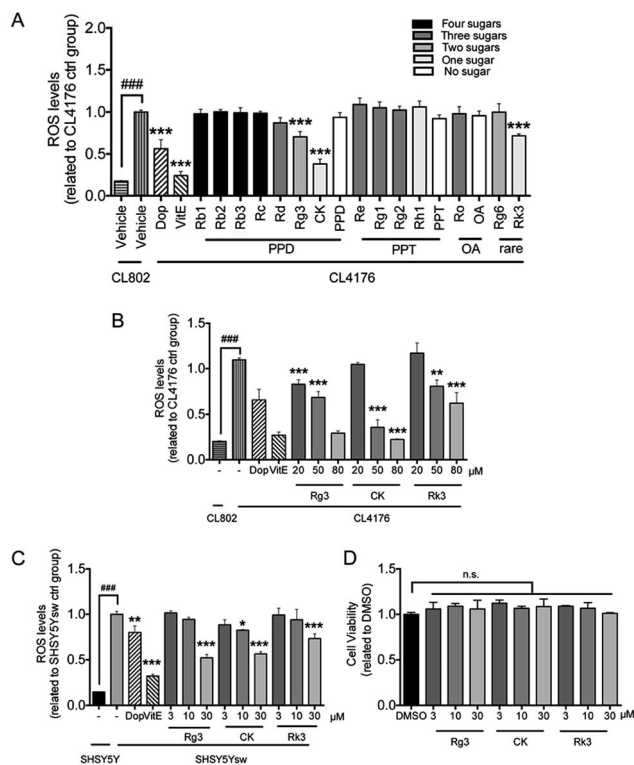 A
Four sugars
Three sugars
Two sugars
One sugar
No sugar
ROS levels
(related to CL4176 ctrl group)
2.0
1.5
1.0
0.5
0.0
###
***
***
***
***
***
Vehicle Vehicle Dop VitE Rb1 Rb2 Rb3 Rc Rd Rg3 CK PPD Re Rg1 Rg2 Rh1 PPT Ro OA Rg6 Rk3
PPD PPT OA rare
CL802 CL4176
B
ROS levels
(related to CL4176 ctrl group)
2.0
1.5
1.0
0.5
0.0
###
*** *** *** *** ** ***
- - Dop VitE 20 50 80 20 50 80 20 50 80 µM
Rg3 CK Rk3
CL802 CL4176
C
ROS levels
(related to SHSY5Ysw ctrl group)
2.0
1.5
1.0
0.5
0.0
###
** *** *** * *** ***
- - Dop VitE 3 10 30 3 10 30 3 10 30 µM
Rg3 CK Rk3
SHSY5Y SHSY5Ysw
D
Cell Viability
(related to DMSO)
2.0
1.5
1.0
0.5
0.0
n.s.
DMSO 3 10 30 3 10 30 3 10 30 µM
Rg3 CK Rk3